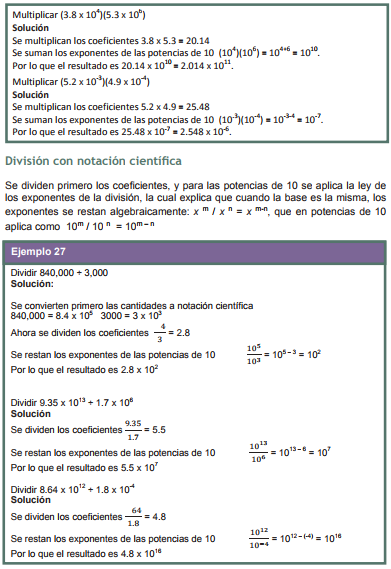 Multiplicar (3.8 x 10⁴)(5.3 x 10⁶)
Solución
Se multiplican los coeficientes 3.8 x 5.3 = 20.14
Se suman los exponentes de las potencias de 10 (10⁴)(10⁶) = 10⁴⁺⁶ = 10¹⁰.
Por lo que el resultado es 20.14 x 10¹⁰ = 2.014 x 10¹¹.
Multiplicar (5.2 x 10⁻³)(4.9 x 10⁻⁴)
Solución
Se multiplican los coeficientes 5.2 x 4.9 = 25.48
Se suman los exponentes de las potencias de 10 (10⁻³)(10⁻⁴) = 10⁻³⁻⁴ = 10⁻⁷.
Por lo que el resultado es 25.48 x 10⁻⁷ = 2.548 x 10⁻⁶.
División con notación científica
Se dividen primero los coeficientes, y para las potencias de 10 se aplica la ley de
los exponentes de la división, la cual explica que cuando la base es la misma, los
exponentes se restan algebraicamente: x ᵐ / x ⁿ = x ᵐ⁻ⁿ, que en potencias de 10
aplica como 10ᵐ / 10 ⁿ = 10ᵐ⁻ⁿ
Ejemplo 27
Dividir 840,000 ÷ 3,000
Solución:
Se convierten primero las cantidades a notación científica
840,000 = 8.4 x 10⁵ 3000 = 3 x 10³
Ahora se dividen los coeficientes 4/3 = 2.8
Se restan los exponentes de las potencias de 10 10⁵/10³ = 10⁵⁻³ = 10²
Por lo que el resultado es 2.8 x 10²
Dividir 9.35 x 10¹³ ÷ 1.7 x 10⁶
Solución
Se dividen los coeficientes 9.35/1.7 = 5.5
Se restan los exponentes de las potencias de 10 10¹³/10⁶ = 10¹³⁻⁶ = 10⁷
Por lo que el resultado es 5.5 x 10⁷
Dividir 8.64 x 10¹² ÷ 1.8 x 10⁻⁴
Solución
Se dividen los coeficientes 64/1.8 = 4.8
Se restan los exponentes de las potencias de 10 10¹²/10⁻⁴ = 10¹²⁻⁽⁻⁴⁾ = 10¹⁶
Por lo que el resultado es 4.8 x 10¹⁶